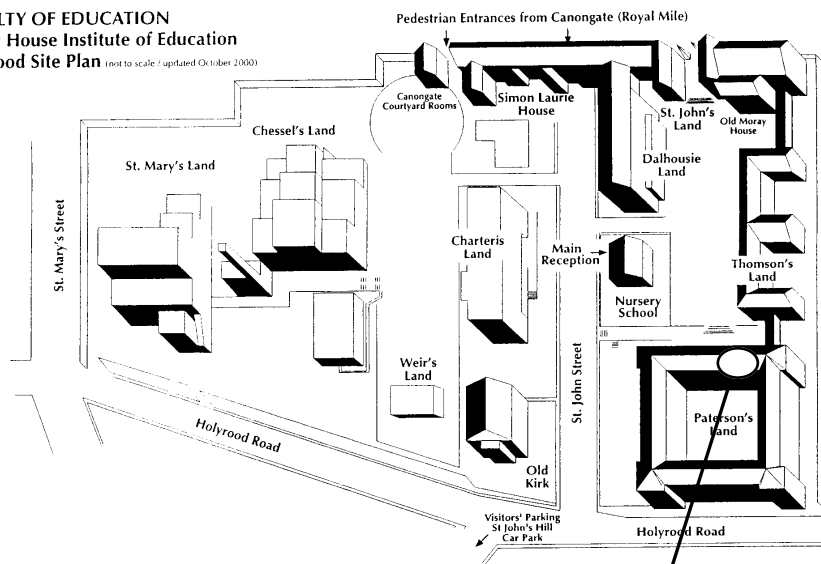 LTY OF EDUCATION
House Institute of Education
ood Site Plan (not to scale / updated October 2000)
Pedestrian Entrances from Canongate (Royal Mile)
Canongate
Courtyard Rooms
Simon Laurie
House
St. John's
Land
Old Moray
House
Chessel's Land
St. Mary's Land
Dalhousie
Land
St. Mary's Street
Charteris
Land
Main
Reception
Thomson's
Land
Nursery
School
Weir's
Land
St. John Street
Paterson's
Land
Holyrood Road
Old
Kirk
Visitors' Parking
St John's Hill
Car Park
Holyrood Road